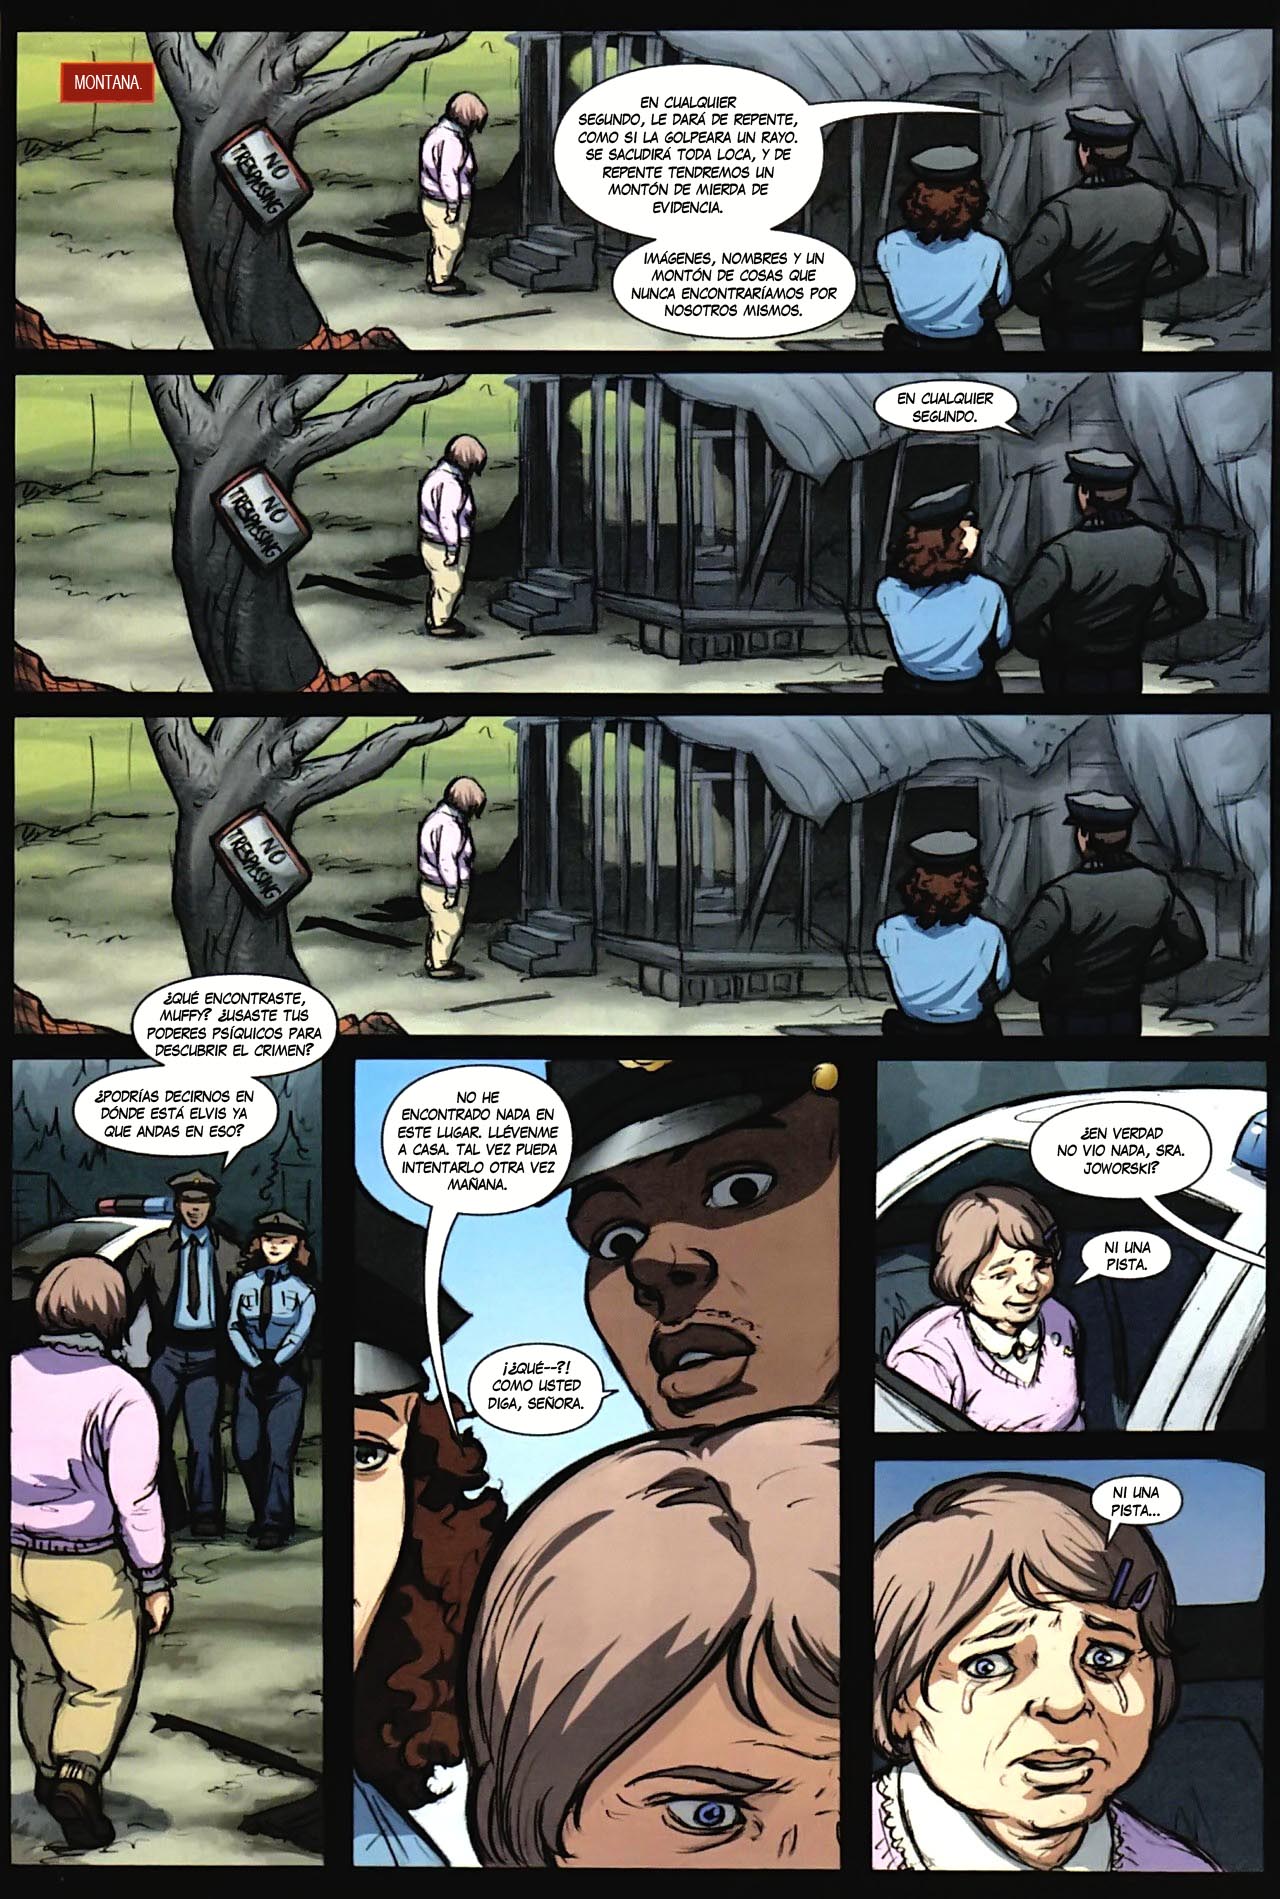 MONTANA.
EN CUALQUIER
SEGUNDO, LE DARÁ DE REPENTE,
COMO SI LA GOLPEARA UN RAYO.
SE SACUDIRÁ TODA LOCA, Y DE
REPENTE TENDREMOS UN
MONTÓN DE MIERDA DE
EVIDENCIA.
IMÁGENES, NOMBRES Y UN
MONTÓN DE COSAS QUE
NUNCA ENCONTRARÍAMOS POR
NOSOTROS MISMOS.
NO
TRESPASSING
EN CUALQUIER
SEGUNDO.
NO
TRESPASSING
NO
TRESPASSING
¿QUÉ ENCONTRASTE,
MUFFY? ¿USASTE TUS
PODERES PSÍQUICOS PARA
DESCUBRIR EL CRIMEN?
¿PODRÍAS DECIRNOS EN
DÓNDE ESTÁ ELVIS YA
QUE ANDAS EN ESO?
NO HE
ENCONTRADO NADA EN
ESTE LUGAR. LLÉVENME
A CASA. TAL VEZ PUEDA
INTENTARLO OTRA VEZ
MAÑANA.
¡¿QUÉ--?!
COMO USTED
DIGA, SEÑORA.
¿EN VERDAD
NO VIO NADA, SRA.
JOWORSKI?
NI UNA
PISTA.
NI UNA
PISTA...